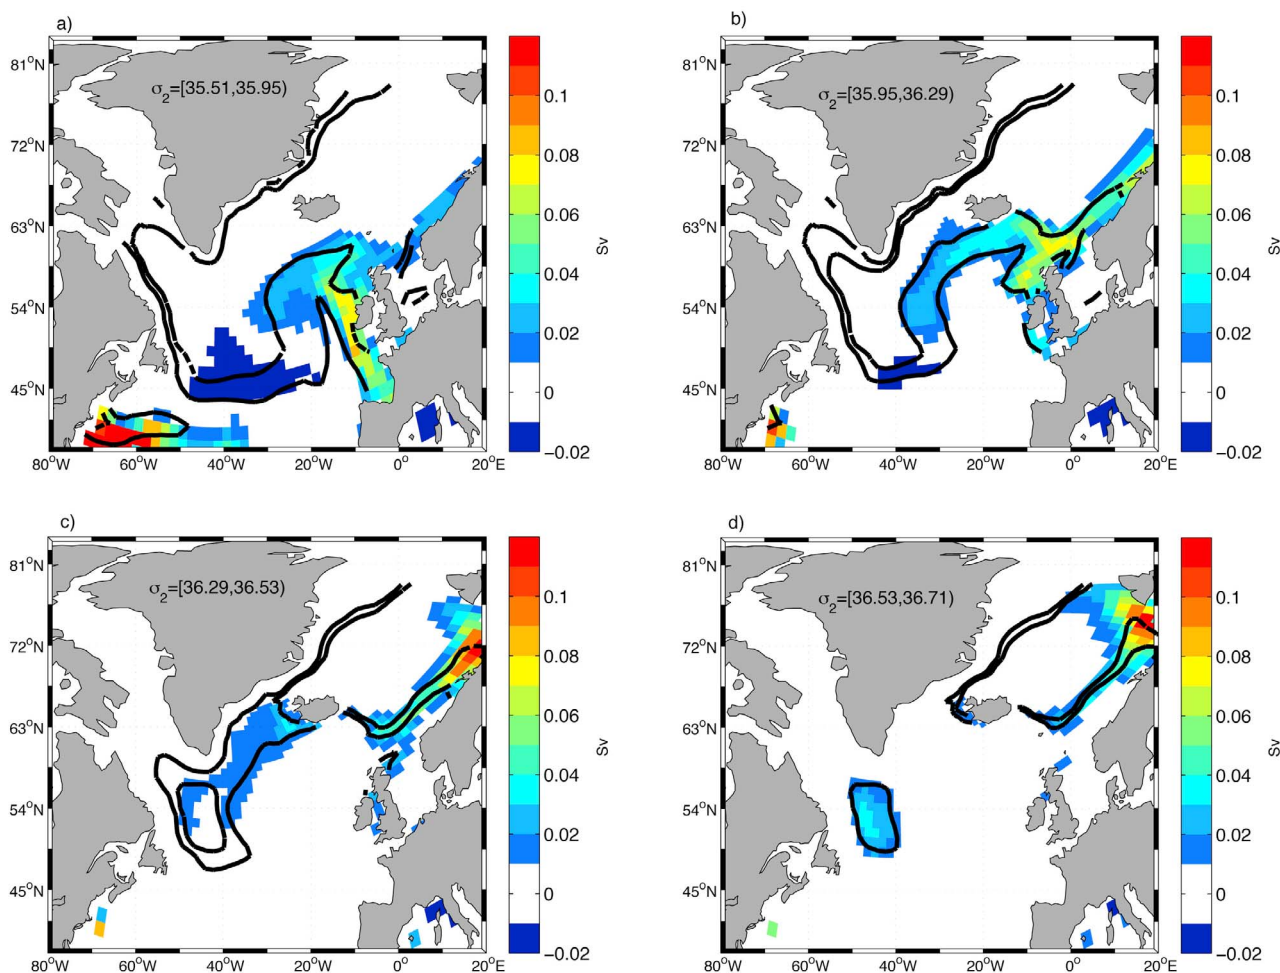 a)
σ2=[35.51,35.95)
81°N
72°N
63°N
54°N
45°N
80°W 60°W 40°W 20°W 0° 20°E
0.1
0.08
0.06
0.04
0.02
0
−0.02
Sv
b)
σ2=[35.95,36.29)
81°N
72°N
63°N
54°N
45°N
80°W 60°W 40°W 20°W 0° 20°E
0.1
0.08
0.06
0.04
0.02
0
−0.02
Sv
c)
σ2=[36.29,36.53)
81°N
72°N
63°N
54°N
45°N
80°W 60°W 40°W 20°W 0° 20°E
0.1
0.08
0.06
0.04
0.02
0
−0.02
Sv
d)
σ2=[36.53,36.71)
81°N
72°N
63°N
54°N
45°N
80°W 60°W 40°W 20°W 0° 20°E
0.1
0.08
0.06
0.04
0.02
0
−0.02
Sv